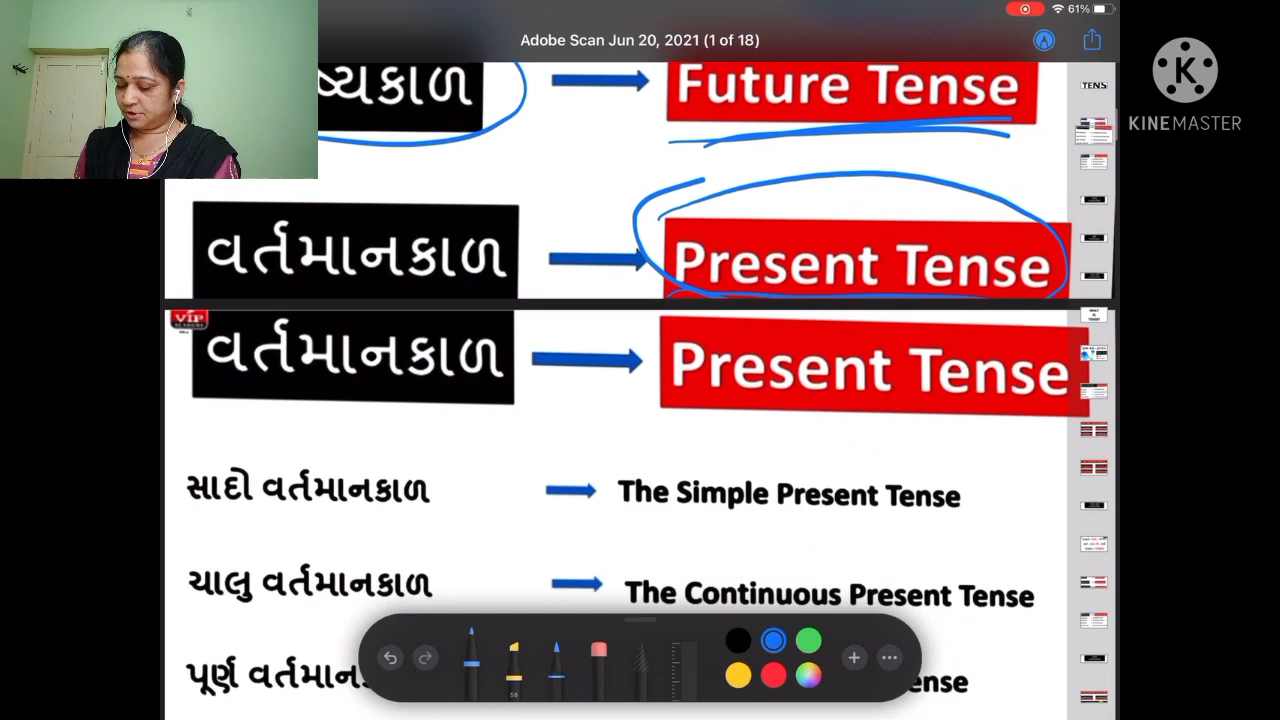 61%
Adobe Scan Jun 20, 2021 (1 of 18)
KINEMASTER
ષ્યકાળ Future Tense
TENS
વર્તમાનકાળ Present Tense
VIP
વર્તમાનકાળ Present Tense
સાદો વર્તમાનકાળ The Simple Present Tense
ચાલુ વર્તમાનકાળ The Continuous Present Tense
પૂર્ણ વર્તમાન ense